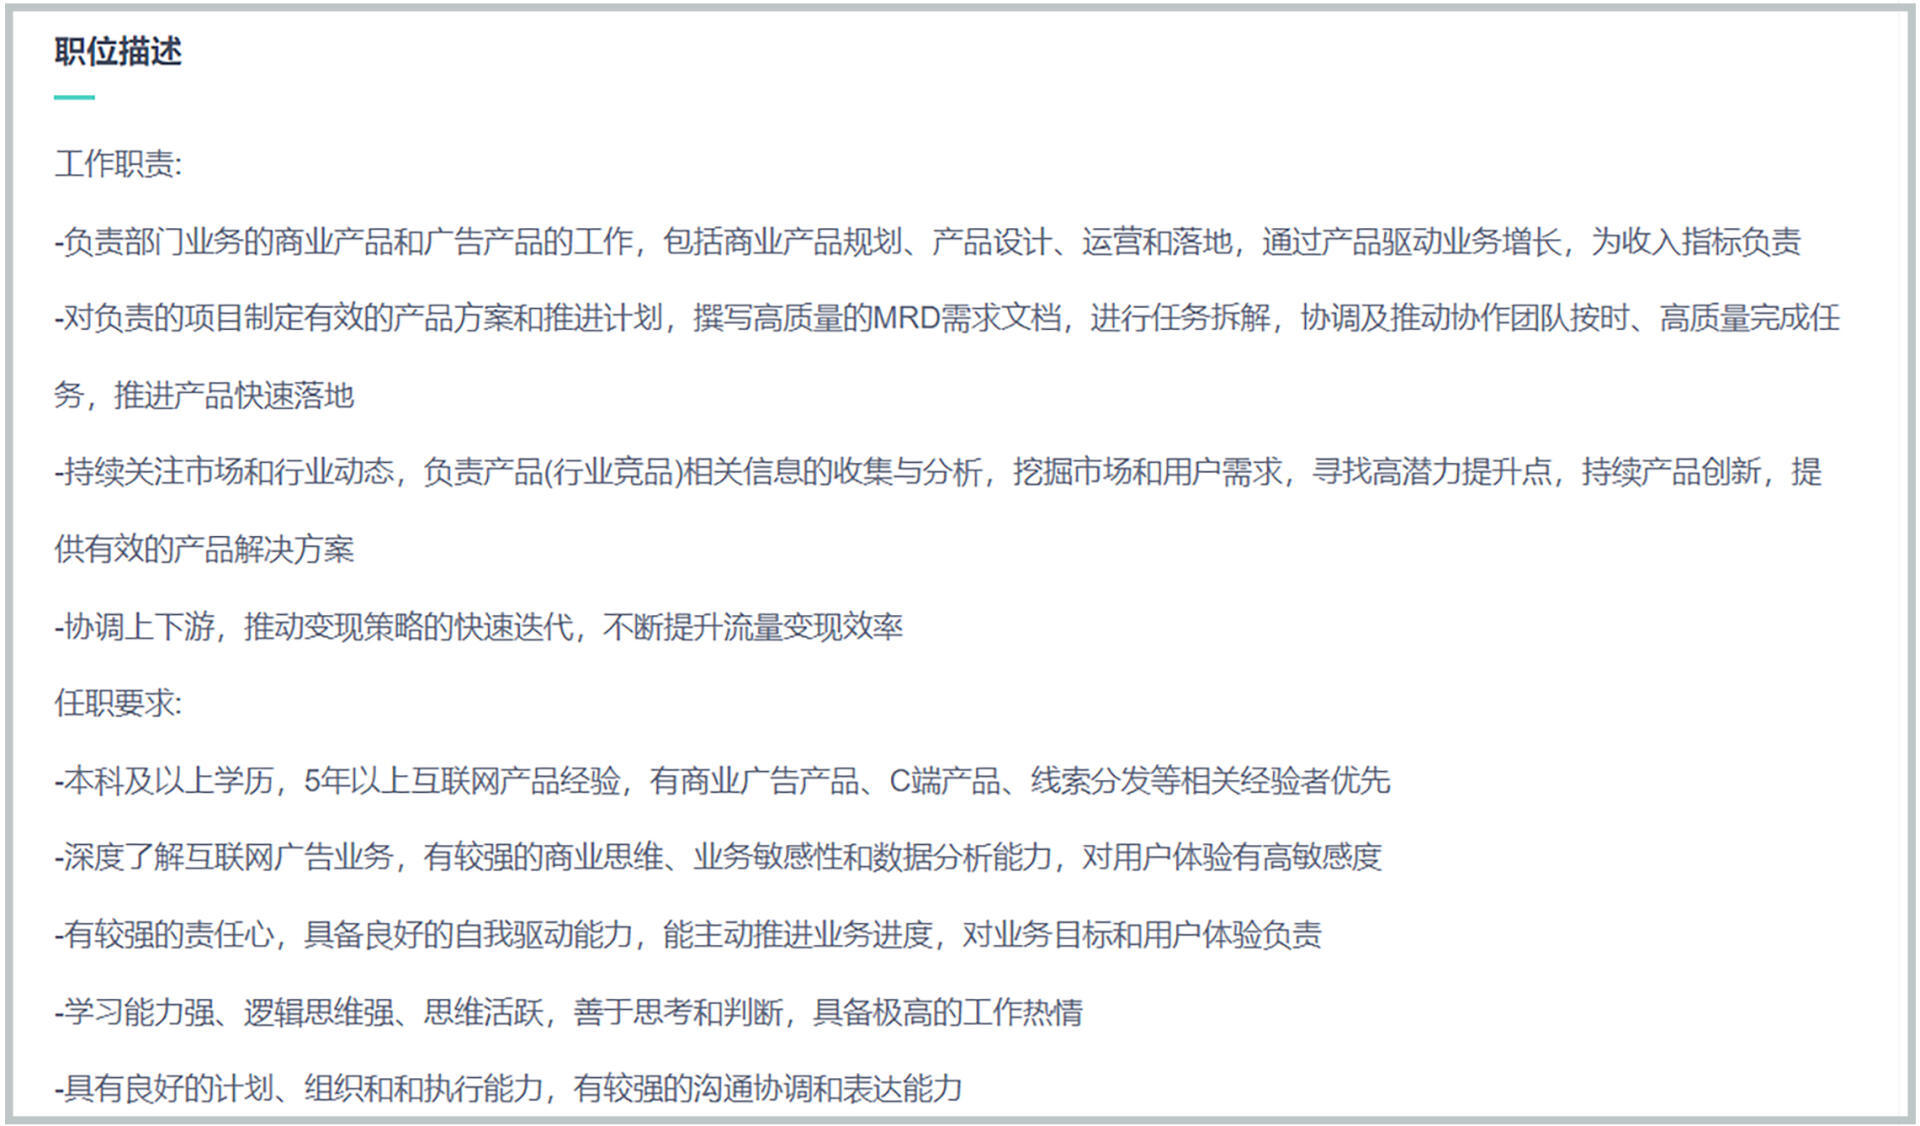 职位描述
工作职责:
-负责部门业务的商业产品和广告产品的工作，包括商业产品规划、产品设计、运营和落地，通过产品驱动业务增长，为收入指标负责
-对负责的项目制定有效的产品方案和推进计划，撰写高质量的MRD需求文档，进行任务拆解，协调及推动协作团队按时、高质量完成任
务，推进产品快速落地
-持续关注市场和行业动态，负责产品(行业竞品)相关信息的收集与分析，挖掘市场和用户需求，寻找高潜力提升点，持续产品创新，提
供有效的产品解决方案
-协调上下游，推动变现策略的快速迭代，不断提升流量变现效率
任职要求:
-本科及以上学历，5年以上互联网产品经验，有商业广告产品、C端产品、线索分发等相关经验者优先
-深度了解互联网广告业务，有较强的商业思维、业务敏感性和数据分析能力，对用户体验有高敏感度
-有较强的责任心，具备良好的自我驱动能力，能主动推进业务进度，对业务目标和用户体验负责
-学习能力强、逻辑思维强、思维活跃，善于思考和判断，具备极高的工作热情
-具有良好的计划、组织和和执行能力，有较强的沟通协调和表达能力